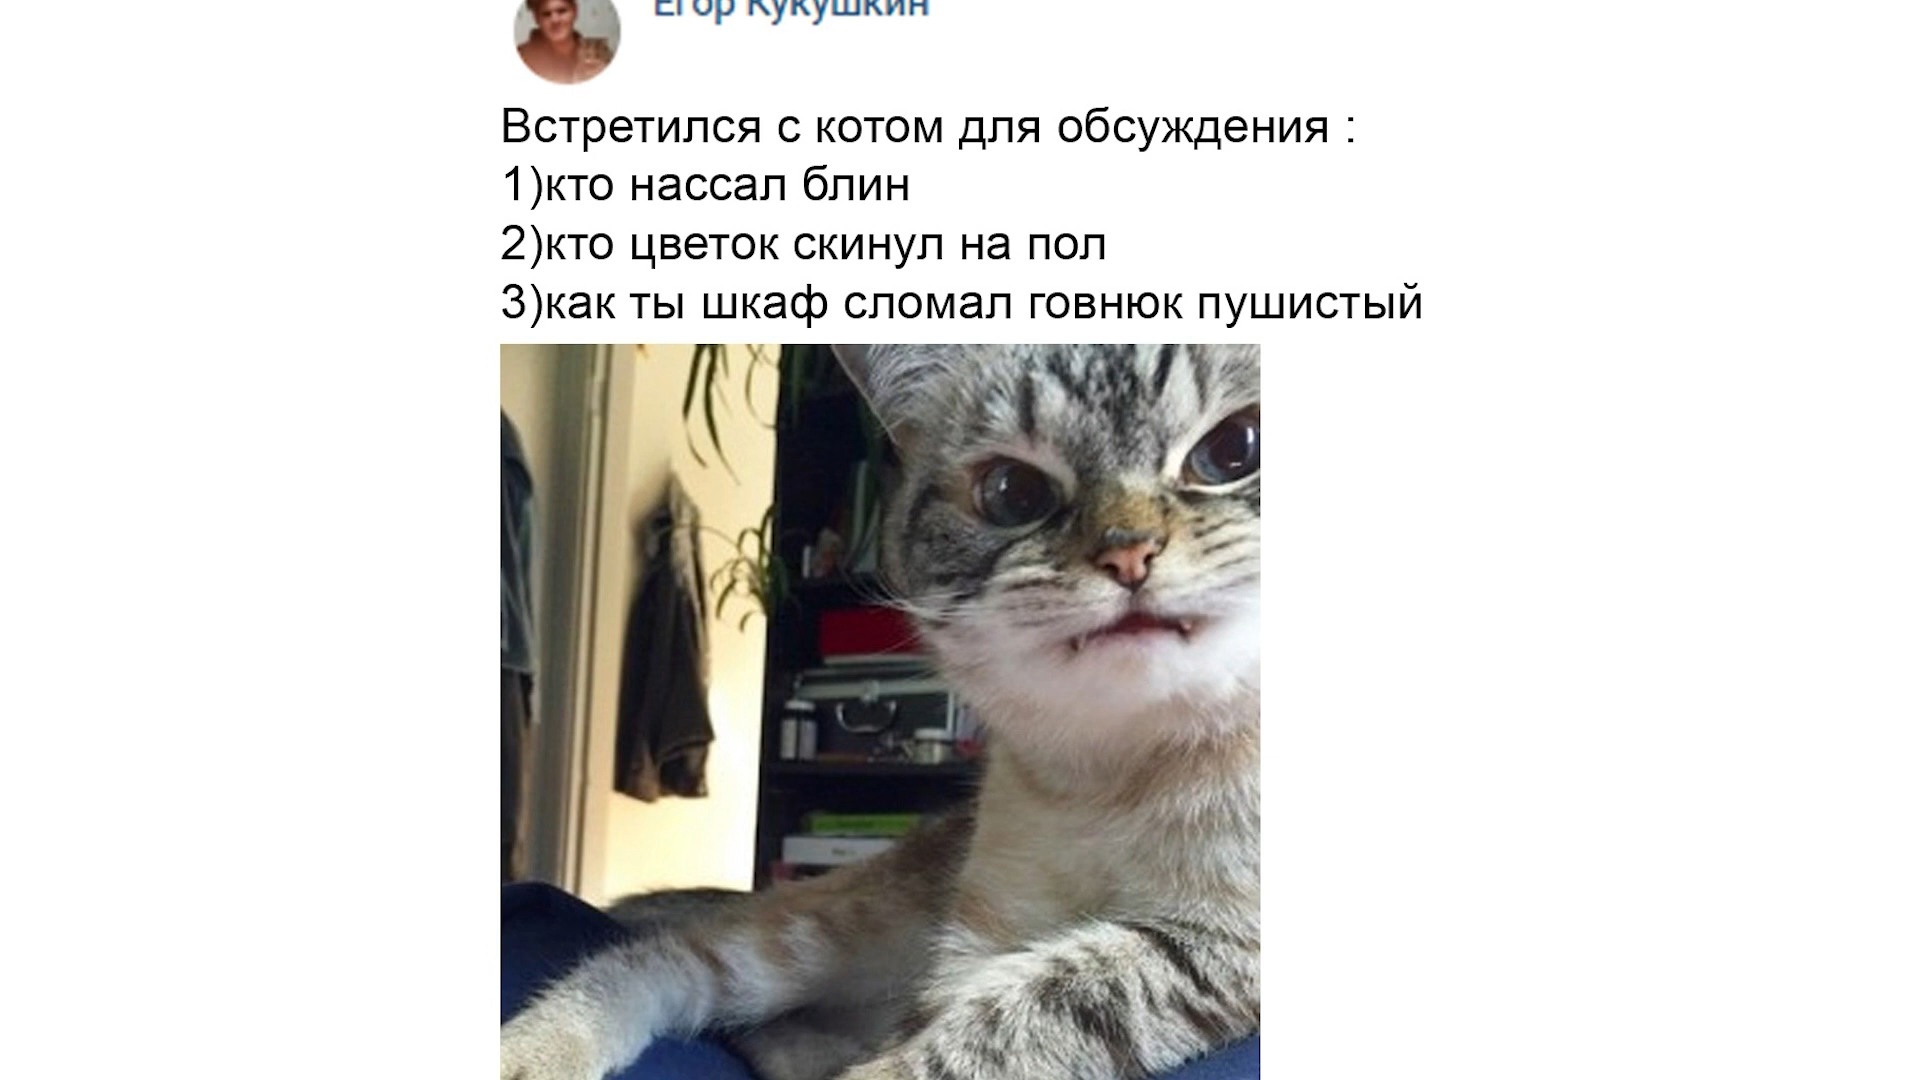 Егор Кукушкин
Встретился с котом для обсуждения :
1)кто нассал блин
2)кто цветок скинул на пол
3)как ты шкаф сломал говнюк пушистый